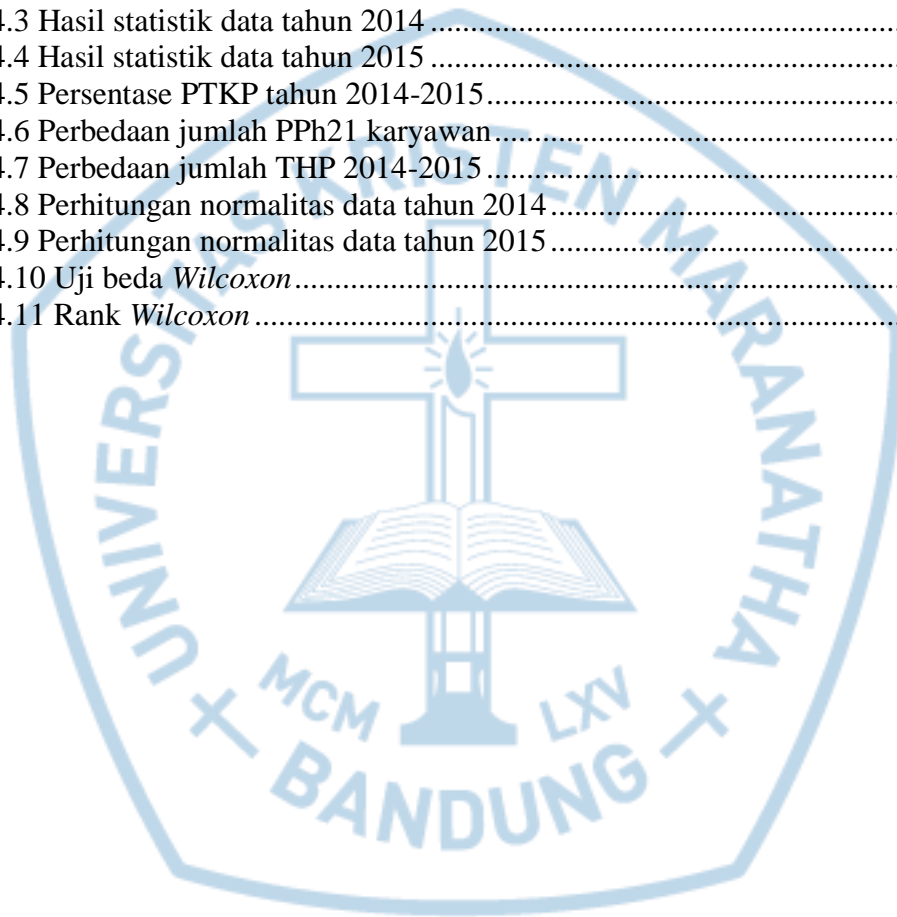 4.3 Hasil statistik data tahun 2014
4.4 Hasil statistik data tahun 2015
4.5 Persentase PTKP tahun 2014-2015
4.6 Perbedaan jumlah PPh21 karyawan
4.7 Perbedaan jumlah THP 2014-2015
4.8 Perhitungan normalitas data tahun 2014
4.9 Perhitungan normalitas data tahun 2015
4.10 Uji beda Wilcoxon
4.11 Rank Wilcoxon
UNIVERSITAS KRISTEN MARANATHA
MCM LXV
BANDUNG